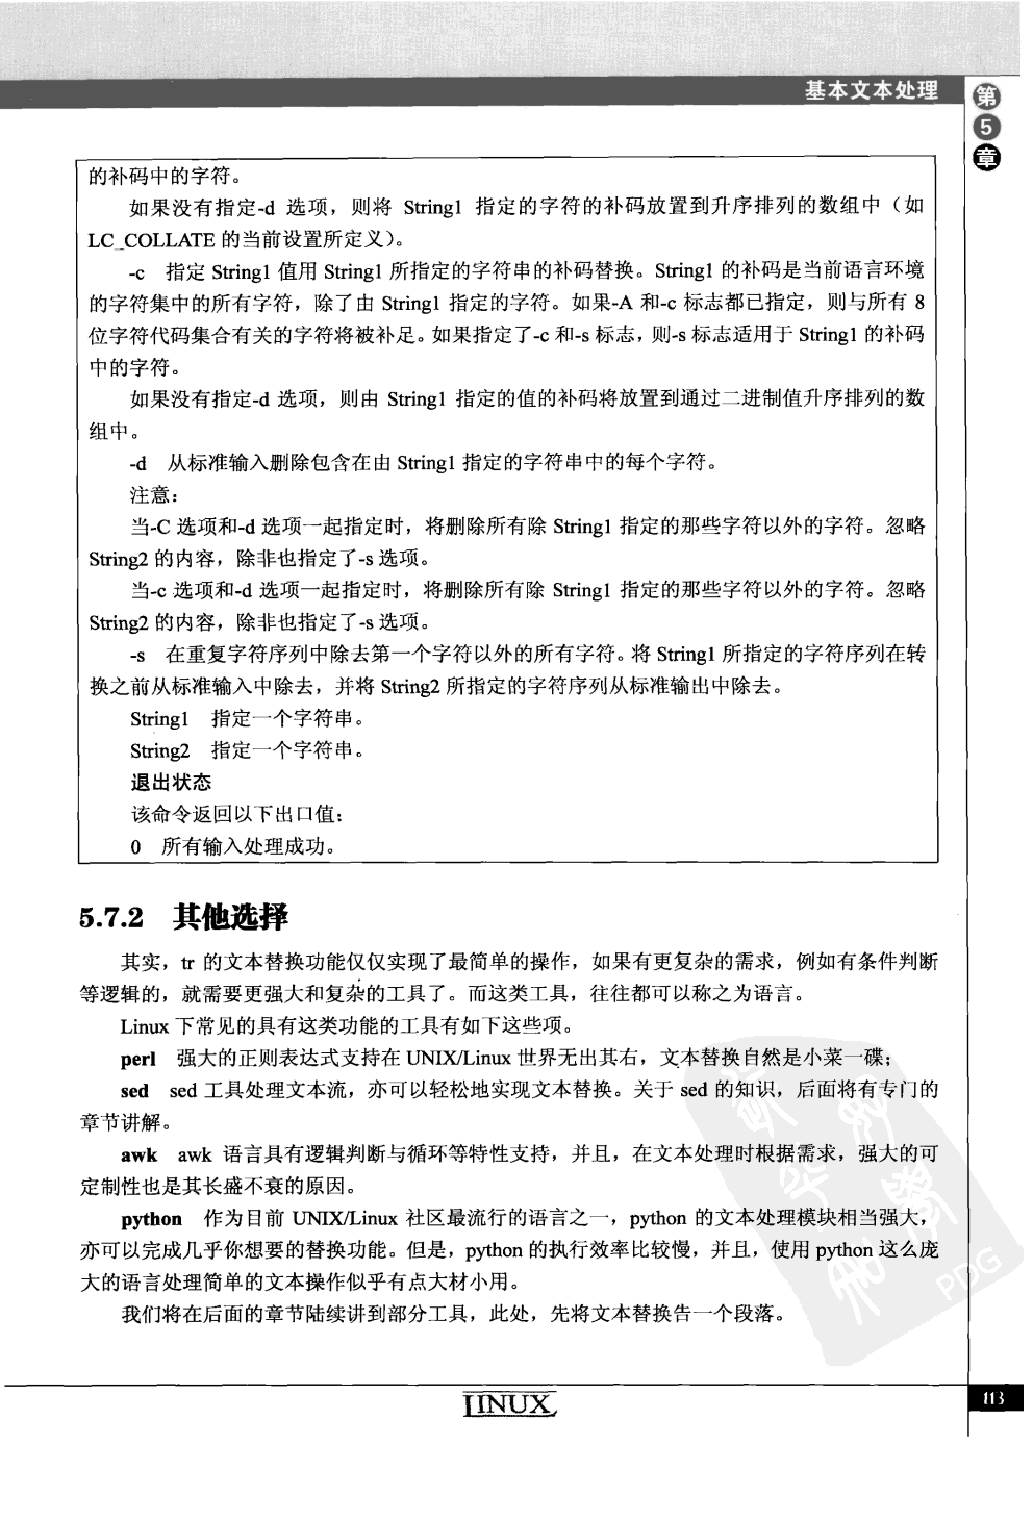 基本文本处理
第5章
的补码中的字符。
如果没有指定-d 选项，则将 String1 指定的字符的补码放置到升序排列的数组中（如
LC_COLLATE 的当前设置所定义）。
-c 指定 String1 值用 String1 所指定的字符串的补码替换。String1 的补码是当前语言环境
的字符集中的所有字符，除了由 String1 指定的字符。如果-A 和-c 标志都已指定，则与所有 8
位字符代码集合有关的字符将被补足。如果指定了-c 和-s 标志，则-s 标志适用于 String1 的补码
中的字符。
如果没有指定-d 选项，则由 String1 指定的值的补码将放置到通过二进制值升序排列的数
组中。
-d 从标准输入删除包含在由 String1 指定的字符串中的每个字符。
注意：
当-C 选项和-d 选项一起指定时，将删除所有除 String1 指定的那些字符以外的字符。忽略
String2 的内容，除非也指定了-s 选项。
当-c 选项和-d 选项一起指定时，将删除所有除 String1 指定的那些字符以外的字符。忽略
String2 的内容，除非也指定了-s 选项。
-s 在重复字符序列中除去第一个字符以外的所有字符。将 String1 所指定的字符序列在转
换之前从标准输入中除去，并将 String2 所指定的字符序列从标准输出中除去。
String1 指定一个字符串。
String2 指定一个字符串。
退出状态
该命令返回以下出口值：
0 所有输入处理成功。
5.7.2 其他选择
其实，tr 的文本替换功能仅仅实现了最简单的操作，如果有更复杂的需求，例如有条件判断
等逻辑的，就需要更强大和复杂的工具了。而这类工具，往往都可以称之为语言。
Linux 下常见的具有这类功能的工具有如下这些项。
perl 强大的正则表达式支持在 UNIX/Linux 世界无出其右，文本替换自然是小菜一碟；
sed sed 工具处理文本流，亦可以轻松地实现文本替换。关于 sed 的知识，后面将有专门的
章节讲解。
awk awk 语言具有逻辑判断与循环等特性支持，并且，在文本处理时根据需求，强大的可
定制性也是其长盛不衰的原因。
python 作为目前 UNIX/Linux 社区最流行的语言之一，python 的文本处理模块相当强大，
亦可以完成几乎你想要的替换功能。但是，python 的执行效率比较慢，并且，使用 python 这么庞
大的语言处理简单的文本操作似乎有点大材小用。
我们将在后面的章节陆续讲到部分工具，此处，先将文本替换告一个段落。
PDG
LINUX
113